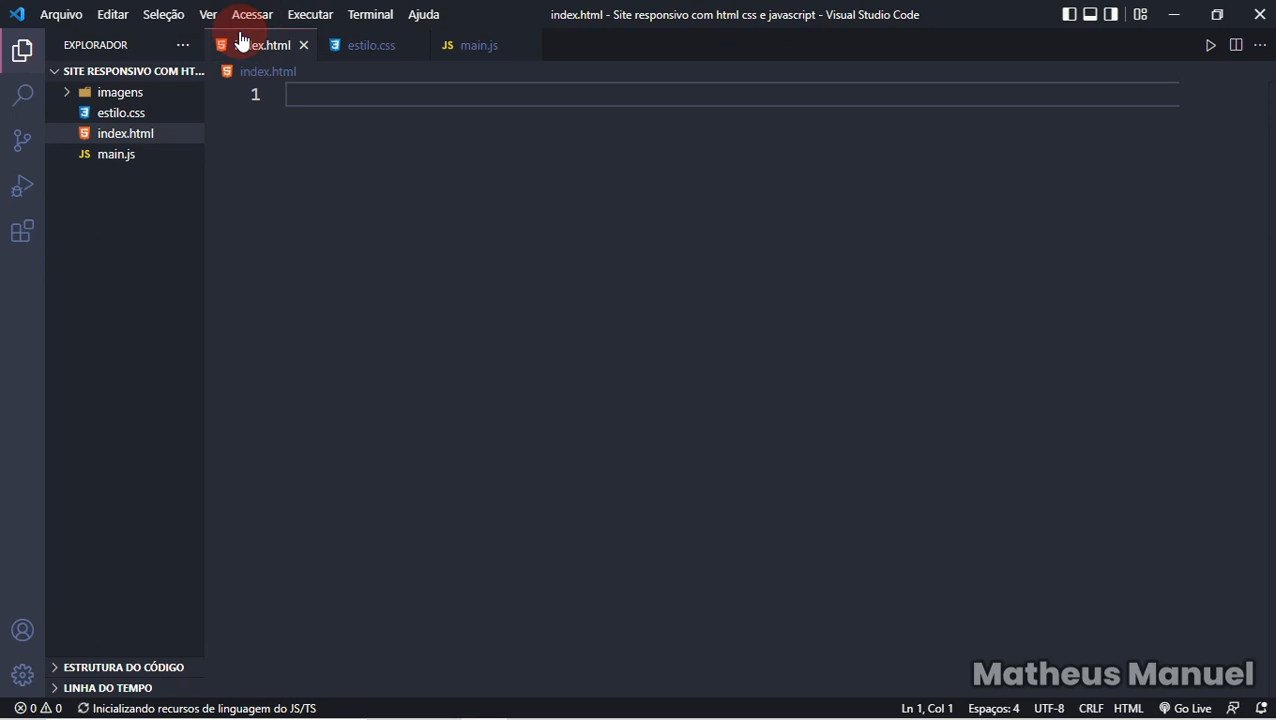 Arquivo Editar Seleção Ver Acessar Executar Terminal Ajuda
index.html - Site responsivo com html css e javascript - Visual Studio Code
EXPLORADOR
SITE RESPONSIVO COM HT...
imagens
estilo.css
index.html
JS main.js
ESTRUTURA DO CÓDIGO
LINHA DO TEMPO
estilo.css
JS main.js
index.html
1
Matheus Manuel
0 0 Inicializando recursos de linguagem do JS/TS
Ln 1, Col 1 Espaços: 4 UTF-8 CRLF HTML Go Live